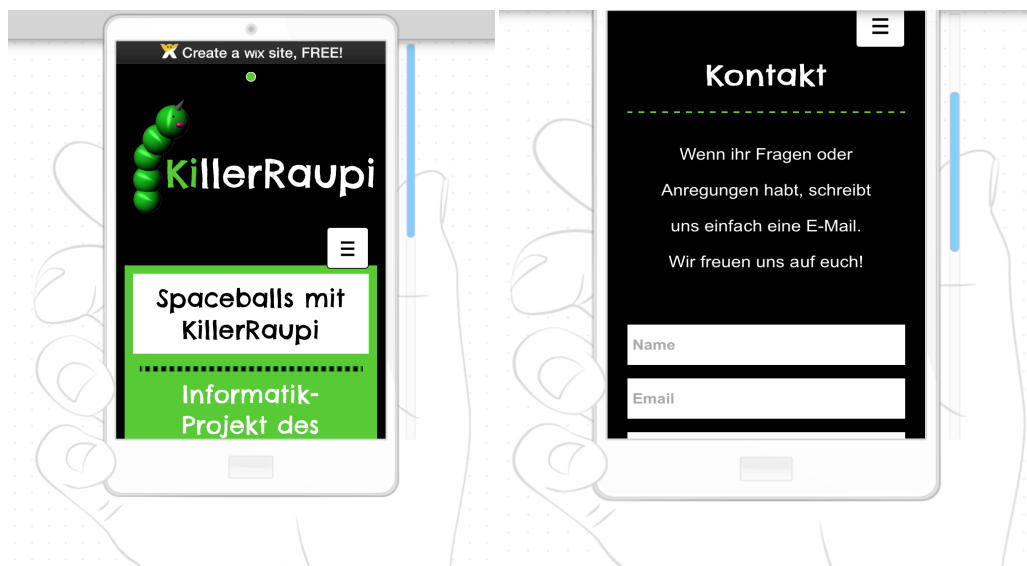 Create a WiX site, FREE!
KillerRaupi
Spaceballs mit
KillerRaupi
Informatik-
Projekt des
Kontakt
Wenn ihr Fragen oder
Anregungen habt, schreibt
uns einfach eine E-Mail.
Wir freuen uns auf euch!
Name
Email